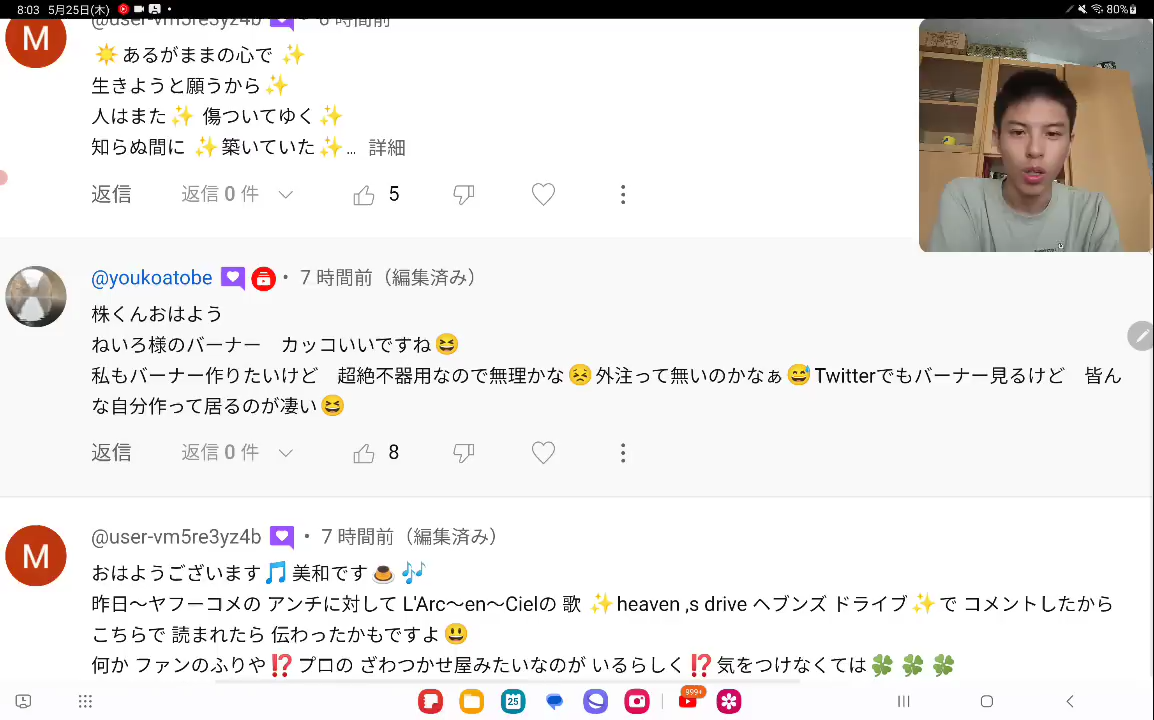 8:03 5月25日(木)
80%
@user-vm5re3yz4b ・ 6 時間前
☀️あるがままの心で ✨
生きようと願うから✨
人はまた✨ 傷ついてゆく✨
知らぬ間に ✨築いていた✨... 詳細
返信 返信 0 件 5
@youkoatobe ・ 7 時間前（編集済み）
株くんおはよう
ねいろ様のバーナー　カッコいいですね😆
私もバーナー作りたいけど　超絶不器用なので無理かな😣外注って無いのかなぁ😅Twitterでもバーナー見るけど　皆ん
な自分作って居るのが凄い😆
返信 返信 0 件 8
M
@user-vm5re3yz4b ・ 7 時間前（編集済み）
おはようございます🎵美和です🍮 🎶
昨日〜ヤフーコメの アンチに対して L'Arc〜en〜Cielの 歌 ✨heaven ,s drive ヘブンズ ドライブ✨で コメントしたから
こちらで 読まれたら 伝わったかもですよ😃
何か ファンのふりや⁉️プロの ざわつかせ屋みたいなのが いるらしく⁉️気をつけなくては🍀 🍀 🍀
25
999+